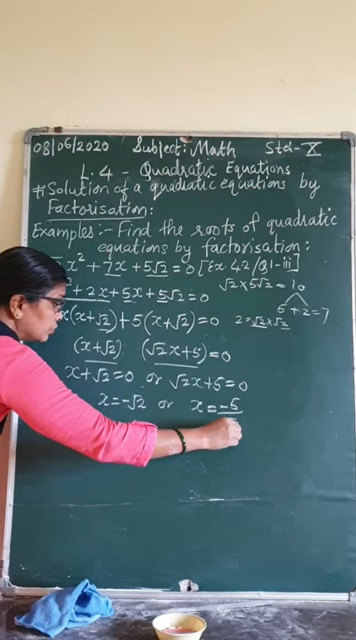 08/06/2020 Subject: Math Std-X
L. 4 - Quadratic Equations
* Solution of a quadratic equations by
Factorisation:
Examples:- Find the roots of quadratic
equations by factorisation:
x² + 7x + 5√2 = 0 [Ex 4.2/Q1-iii]
√2 x 5√2 = 10
+ 2x + 5x + 5√2 = 0
5 + 2 = 7
(x+√2) + 5(x+√2) = 0
2 = √2 x √2
(x+√2) (√2x+5) = 0
x+√2=0 or √2x+5=0
x = -√2 or x = -5